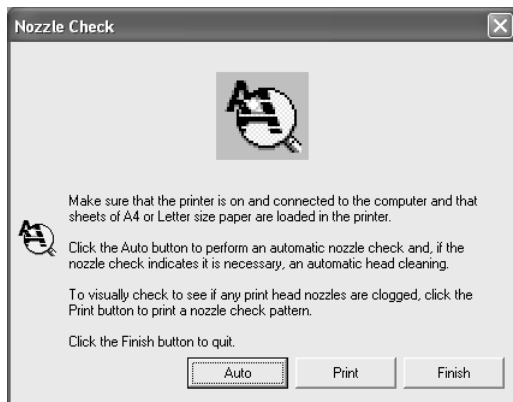 Nozzle Check
Make sure that the printer is on and connected to the computer and that
sheets of A4 or Letter size paper are loaded in the printer.
Click the Auto button to perform an automatic nozzle check and, if the
nozzle check indicates it is necessary, an automatic head cleaning.
To visually check to see if any print head nozzles are clogged, click the
Print button to print a nozzle check pattern.
Click the Finish button to quit.
Auto Print Finish